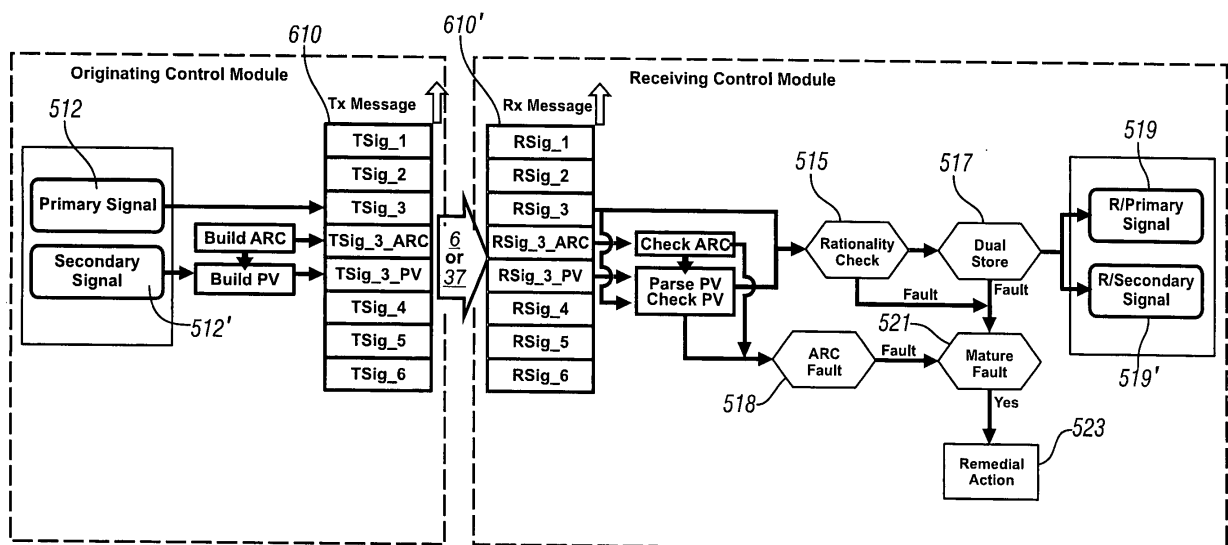 610
610'
Originating Control Module
Receiving Control Module
Tx Message
Rx Message
512
Primary Signal
Secondary Signal
512'
Build ARC
Build PV
TSig_1
TSig_2
TSig_3
TSig_3_ARC
TSig_3_PV
TSig_4
TSig_5
TSig_6
6
or
37
RSig_1
RSig_2
RSig_3
RSig_3_ARC
RSig_3_PV
RSig_4
RSig_5
RSig_6
Check ARC
Parse PV
Check PV
515
Rationality
Check
517
Dual
Store
519
R/Primary
Signal
R/Secondary
Signal
519'
Fault
Fault
ARC
Fault
518
Fault
521
Mature
Fault
Yes
Remedial
Action
523